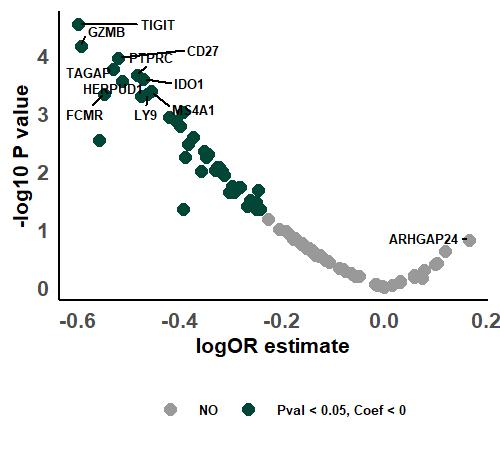 TIGIT
GZMB
CD27
PTPRC
TAGAP
HERPUD1
IDO1
FCMR
LY9
MS4A1
ARHGAP24
-log10 P value
4
3
2
1
0
-0.6 -0.4 -0.2 0.0 0.2
logOR estimate
NO Pval < 0.05, Coef < 0